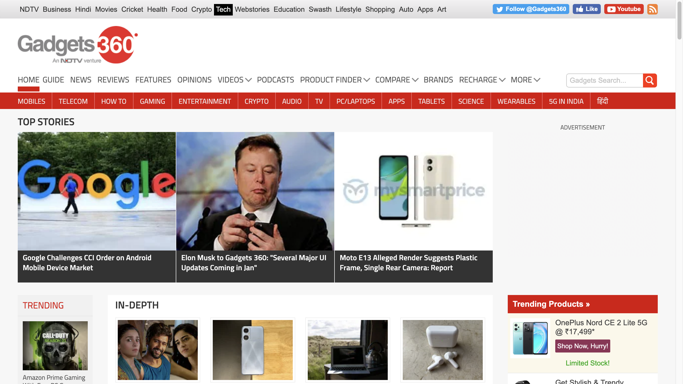 NDTV Business Hindi Movies Cricket Health Food Crypto Tech Webstories Education Swasth Lifestyle Shopping Auto Apps Art
Follow @Gadgets360 Like Youtube
Gadgets 360°
An NDTV venture
HOME GUIDE NEWS REVIEWS FEATURES OPINIONS VIDEOS PODCASTS PRODUCT FINDER COMPARE BRANDS RECHARGE MORE
Gadgets Search...
MOBILES TELECOM HOW TO GAMING ENTERTAINMENT CRYPTO AUDIO TV PC/LAPTOPS APPS TABLETS SCIENCE WEARABLES 5G IN INDIA हिंदी
TOP STORIES
ADVERTISEMENT
Google
mysmartprice
Google Challenges CCI Order on Android
Mobile Device Market
Elon Musk to Gadgets 360: "Several Major UI
Updates Coming in Jan"
Moto E13 Alleged Render Suggests Plastic
Frame, Single Rear Camera: Report
TRENDING
CALL OF DUTY
Amazon Prime Gaming
IN-DEPTH
Trending Products »
OnePlus Nord CE 2 Lite 5G
@ ₹17,499*
Shop Now, Hurry!
Limited Stock!
Get Stylish & Trendy